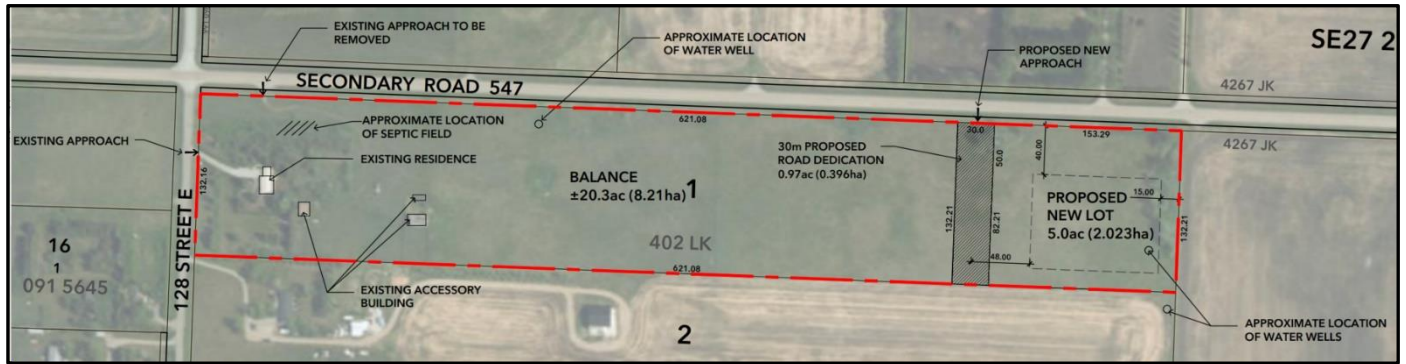 EXISTING APPROACH TO BE
REMOVED
APPROXIMATE LOCATION
OF WATER WELL
PROPOSED NEW
APPROACH
SE27 2
SECONDARY ROAD 547
4267 JK
EXISTING APPROACH
APPROXIMATE LOCATION
OF SEPTIC FIELD
EXISTING RESIDENCE
621.08
30.0
153.29
4267 JK
132.16
BALANCE
±20.3ac (8.21ha)
1
30m PROPOSED
ROAD DEDICATION
0.97ac (0.396ha)
50.0
40.00
15.00
PROPOSED
NEW LOT
5.0ac (2.023ha)
132.21
82.21
132.21
48.00
402 LK
621.08
128 STREET E
16
1
091 5645
EXISTING ACCESSORY
BUILDING
2
APPROXIMATE LOCATION
OF WATER WELLS